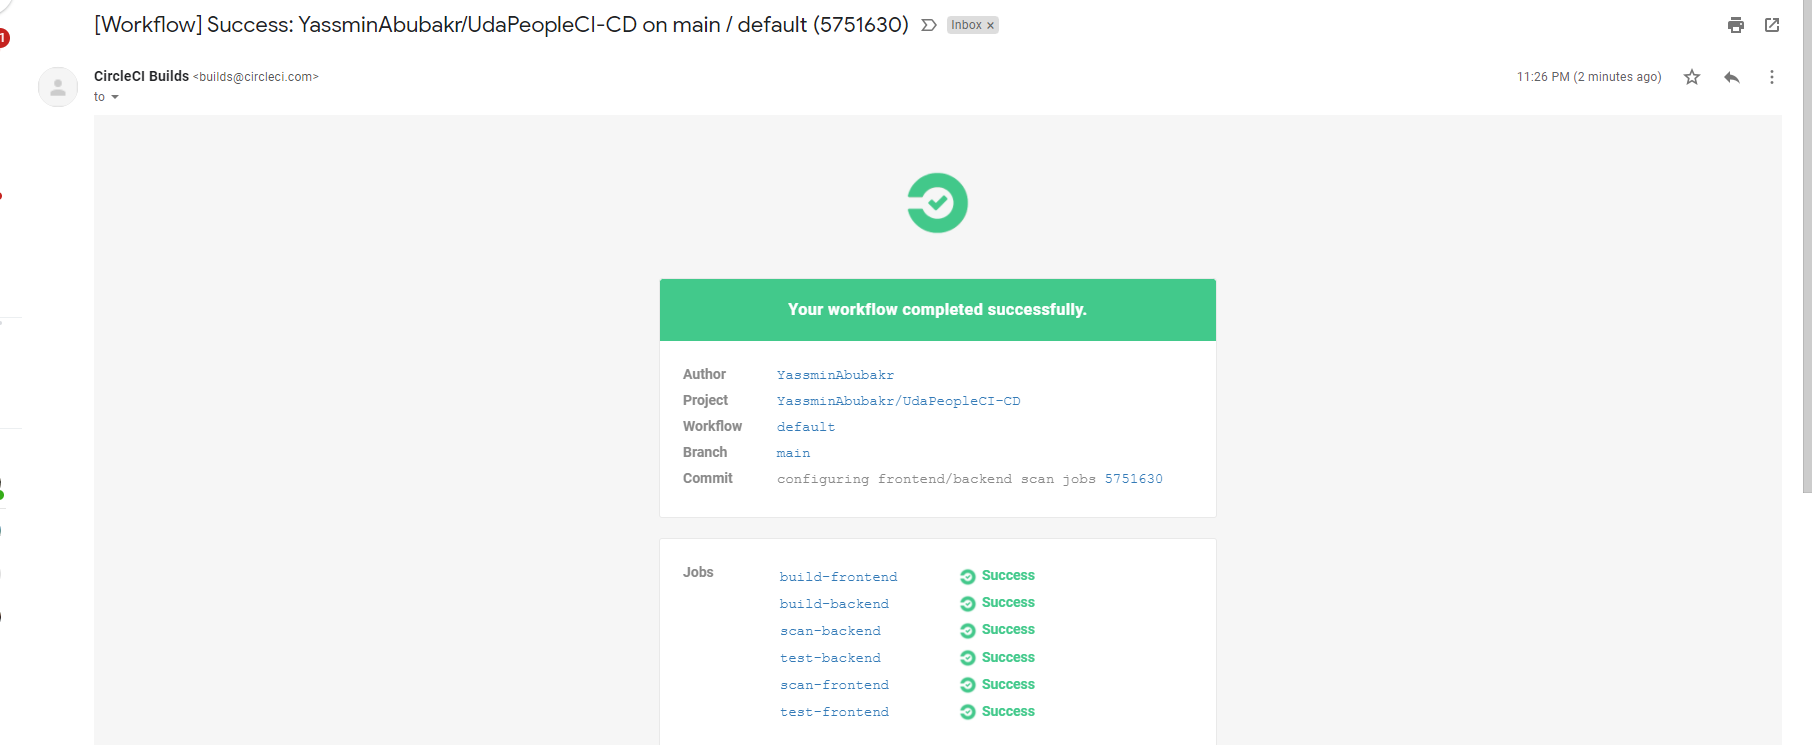 [Workflow] Success: YassminAbubakr/UdaPeopleCI-CD on main / default (5751630) Inbox ×
1
CircleCI Builds <builds@circleci.com> 11:26 PM (2 minutes ago)
to
Your workflow completed successfully.
Author YassminAbubakr
Project YassminAbubakr/UdaPeopleCI-CD
Workflow default
Branch main
Commit configuring frontend/backend scan jobs 5751630
Jobs build-frontend Success
build-backend Success
scan-backend Success
test-backend Success
scan-frontend Success
test-frontend Success